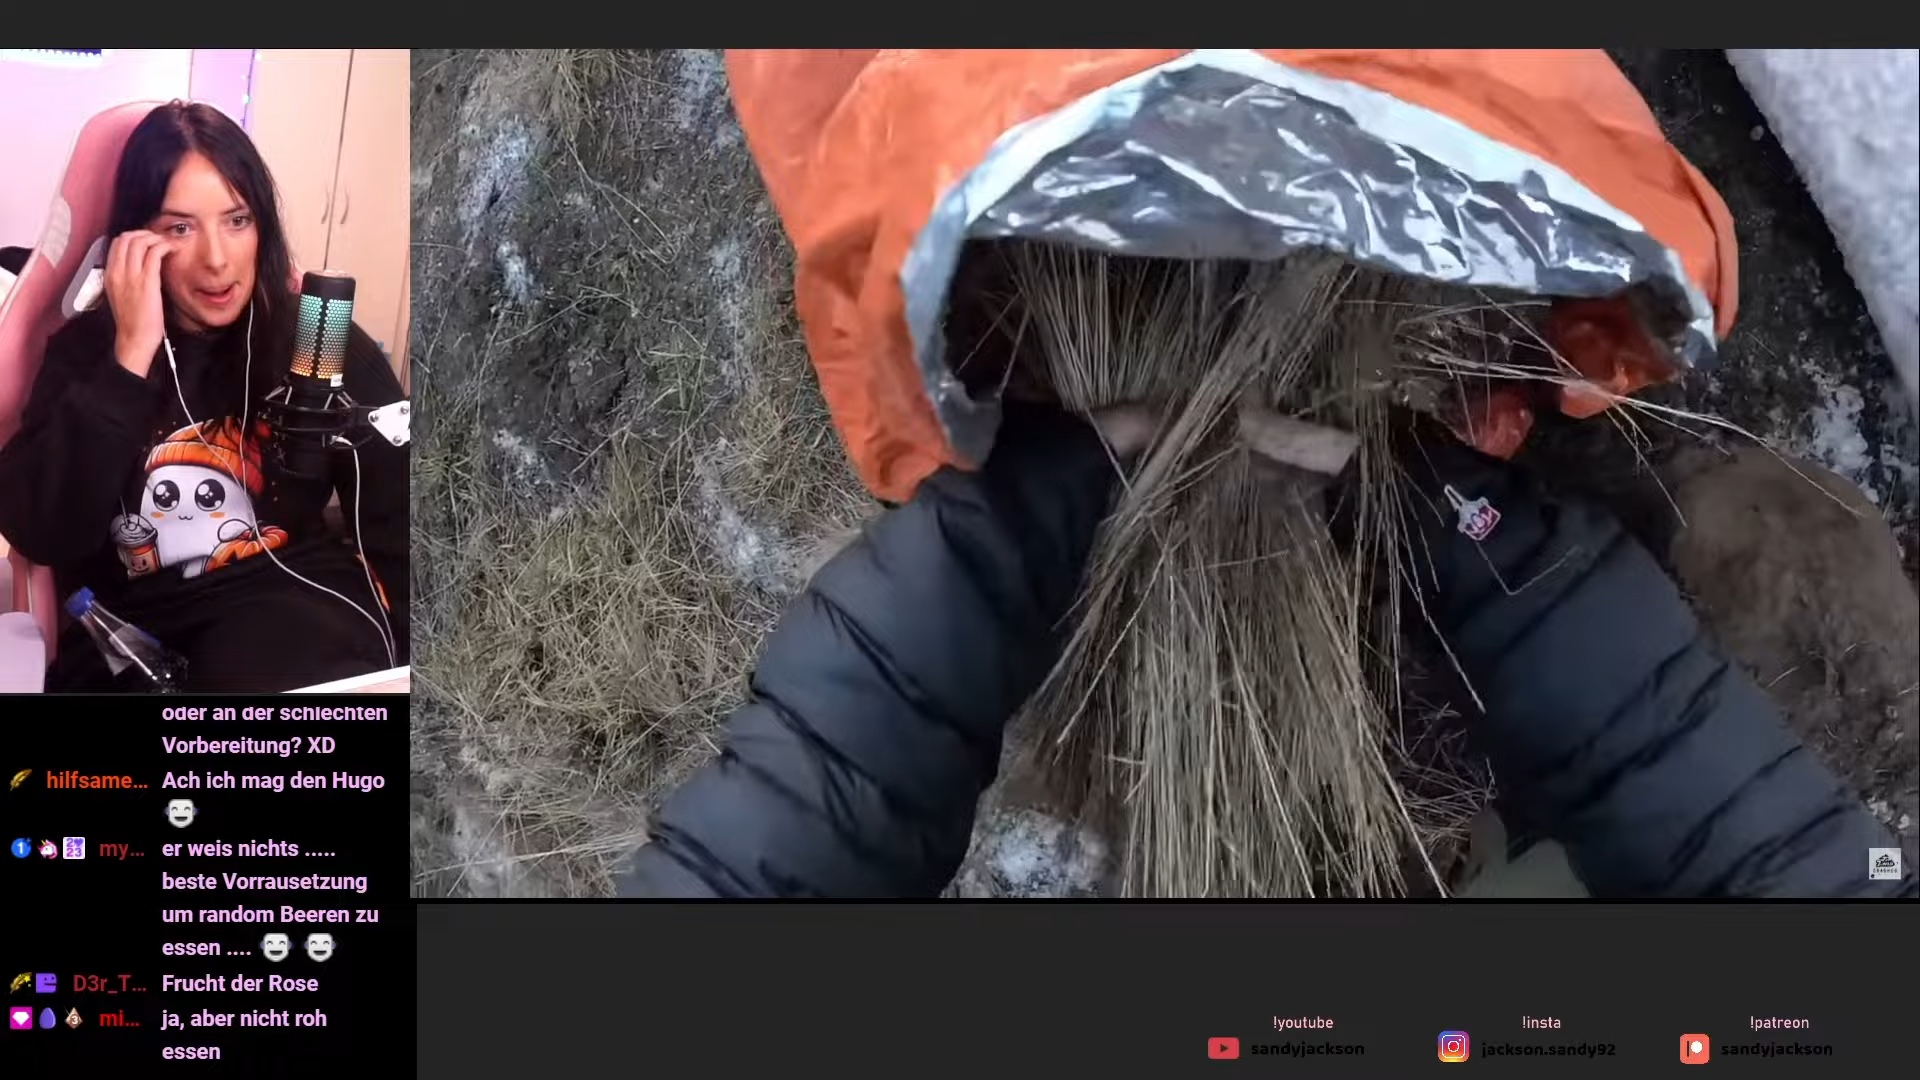 oder an der schlechten
Vorbereitung? XD
hilfsame... Ach ich mag den Hugo
my... er weis nichts .....
beste Vorrausetzung
um random Beeren zu
essen ....
D3r_T... Frucht der Rose
mi... ja, aber nicht roh
essen
!youtube
sandyjackson
!insta
jackson.sandy92
!patreon
sandyjackson